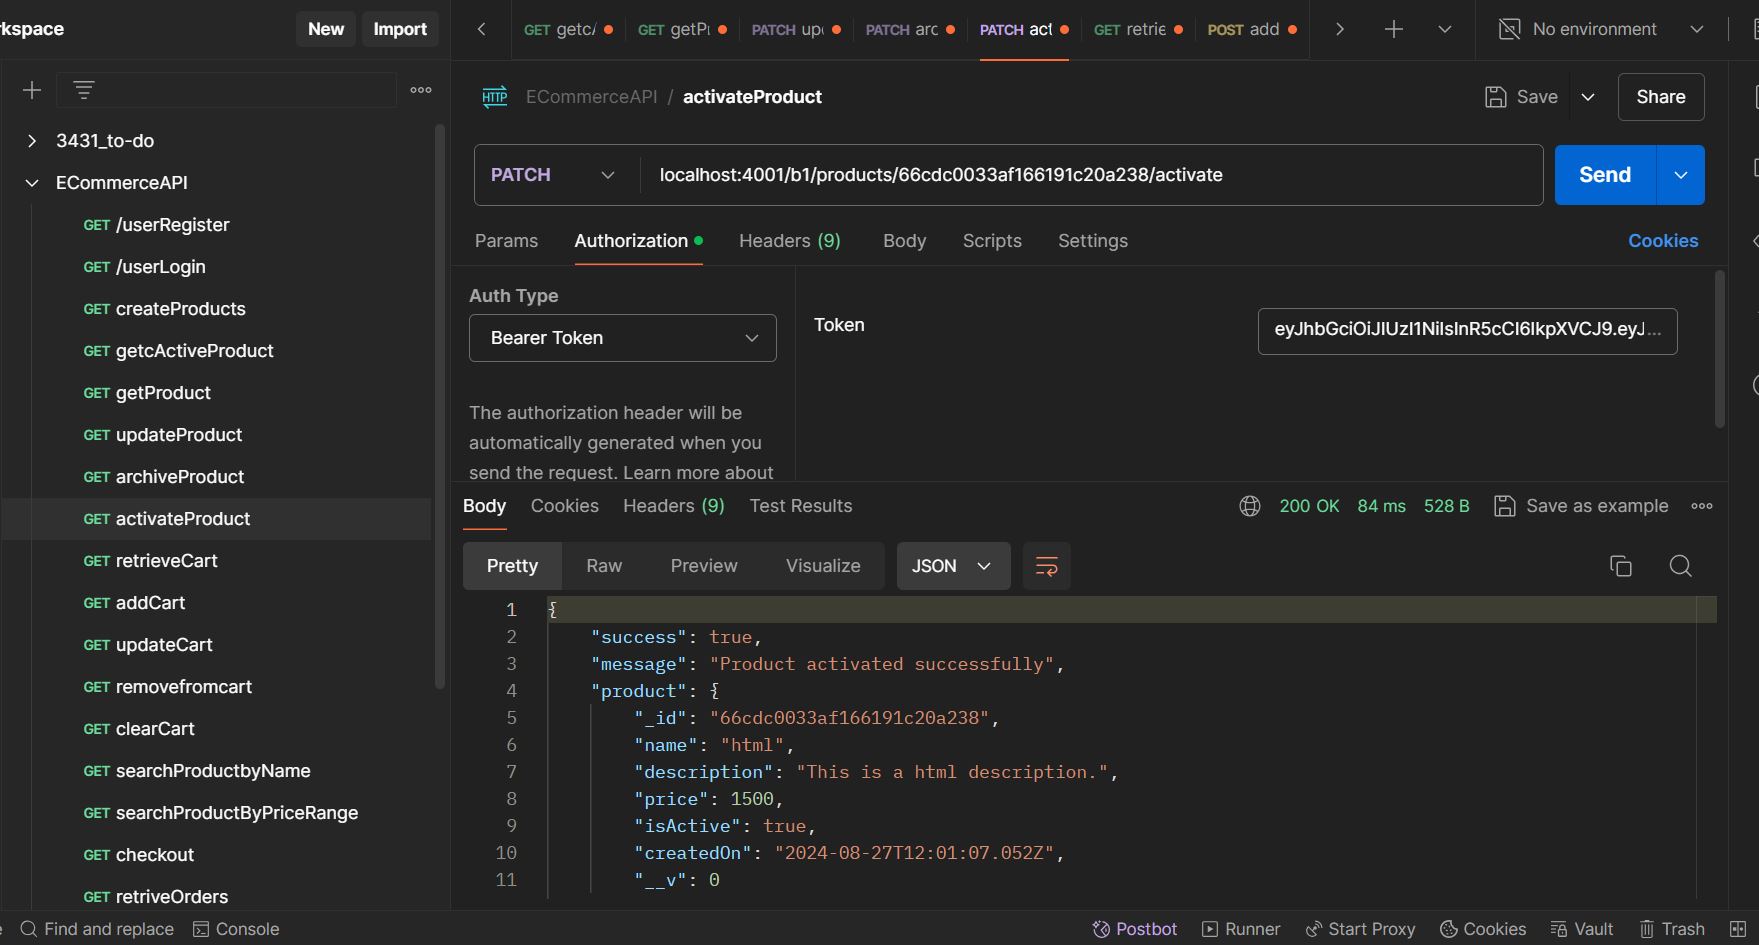 rkspace
New
Import
GET getc/
GET getPr
PATCH upc
PATCH arc
PATCH act
GET retrie
POST add
No environment
3431_to-do
ECommerceAPI
GET /userRegister
GET /userLogin
GET createProducts
GET getcActiveProduct
GET getProduct
GET updateProduct
GET archiveProduct
GET activateProduct
GET retrieveCart
GET addCart
GET updateCart
GET removefromcart
GET clearCart
GET searchProductbyName
GET searchProductByPriceRange
GET checkout
GET retriveOrders
HTTP ECommerceAPI / activateProduct
Save
Share
PATCH localhost:4001/b1/products/66cdc0033af166191c20a238/activate
Send
Params Authorization Headers (9) Body Scripts Settings
Cookies
Auth Type
Bearer Token
The authorization header will be
automatically generated when you
send the request. Learn more about
Token
eyJhbGciOiJIUzI1NiIsInR5cCI6IkpXVCJ9.eyJ...
Body Cookies Headers (9) Test Results
200 OK 84 ms 528 B
Save as example
Pretty Raw Preview Visualize JSON
1 {
2 "success": true,
3 "message": "Product activated successfully",
4 "product": {
5 "_id": "66cdc0033af166191c20a238",
6 "name": "html",
7 "description": "This is a html description.",
8 "price": 1500,
9 "isActive": true,
10 "createdOn": "2024-08-27T12:01:07.052Z",
11 "__v": 0
Find and replace Console
Postbot Runner Start Proxy Cookies Vault Trash